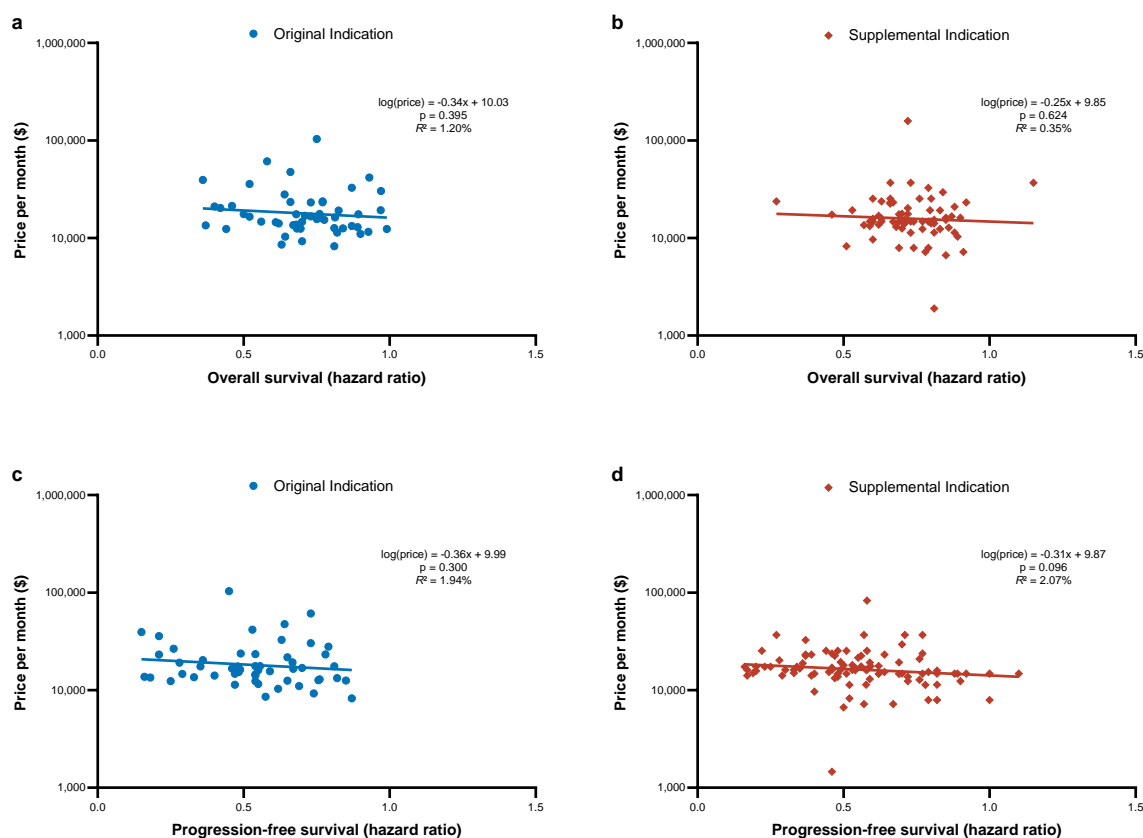 a
Original Indication
1,000,000
100,000
10,000
1,000
Price per month ($)
log(price) = -0.34x + 10.03
p = 0.395
R² = 1.20%
0.0 0.5 1.0 1.5
Overall survival (hazard ratio)
b
Supplemental Indication
1,000,000
100,000
10,000
1,000
Price per month ($)
log(price) = -0.25x + 9.85
p = 0.624
R² = 0.35%
0.0 0.5 1.0 1.5
Overall survival (hazard ratio)
c
Original Indication
1,000,000
100,000
10,000
1,000
Price per month ($)
log(price) = -0.36x + 9.99
p = 0.300
R² = 1.94%
0.0 0.5 1.0 1.5
Progression-free survival (hazard ratio)
d
Supplemental Indication
1,000,000
100,000
10,000
1,000
Price per month ($)
log(price) = -0.31x + 9.87
p = 0.096
R² = 2.07%
0.0 0.5 1.0 1.5
Progression-free survival (hazard ratio)